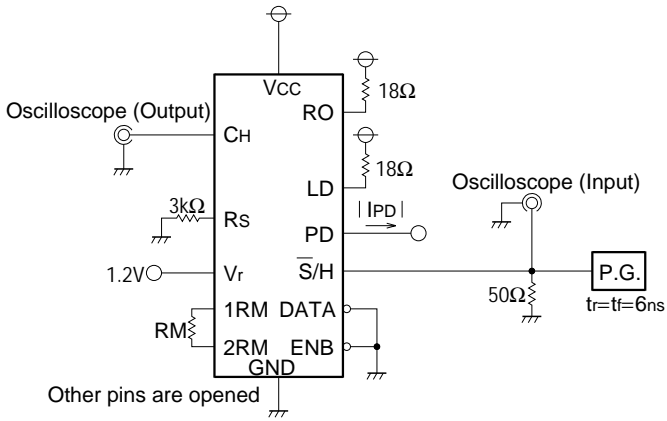 VCC
RO
18Ω
Oscilloscope (Output)
CH
LD
18Ω
Oscilloscope (Input)
3kΩ
RS
PD
| IPD |
1.2V
Vr
S̅/H
P.G.
50Ω
tr=tf=6ns
1RM
DATA
RM
2RM
ENB
GND
Other pins are opened